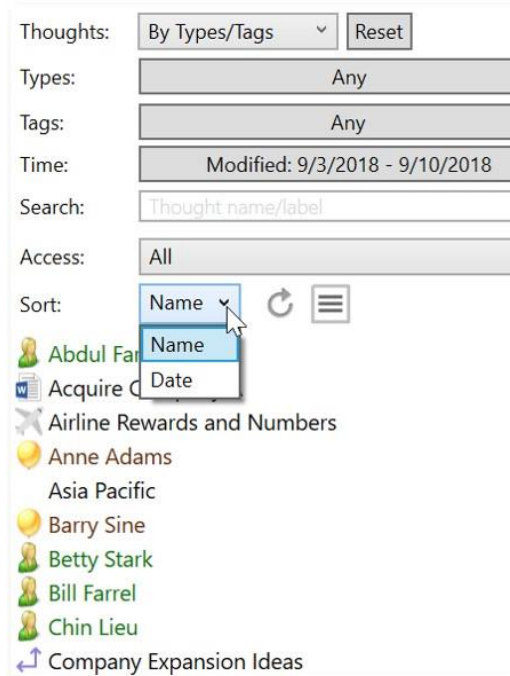 Thoughts: By Types/Tags Reset
Types: Any
Tags: Any
Time: Modified: 9/3/2018 - 9/10/2018
Search: Thought name/label
Access: All
Sort: Name
Name
Date
Abdul
Acquire
Airline Rewards and Numbers
Anne Adams
Asia Pacific
Barry Sine
Betty Stark
Bill Farrel
Chin Lieu
Company Expansion Ideas